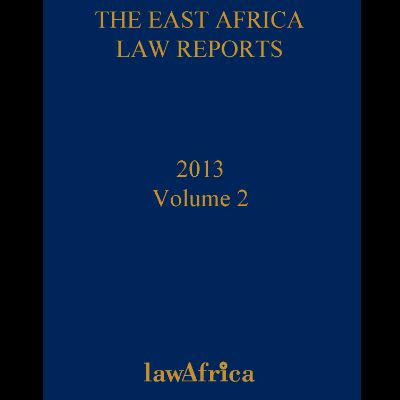 THE EAST AFRICA
LAW REPORTS
2013
Volume 2
lawAfrica